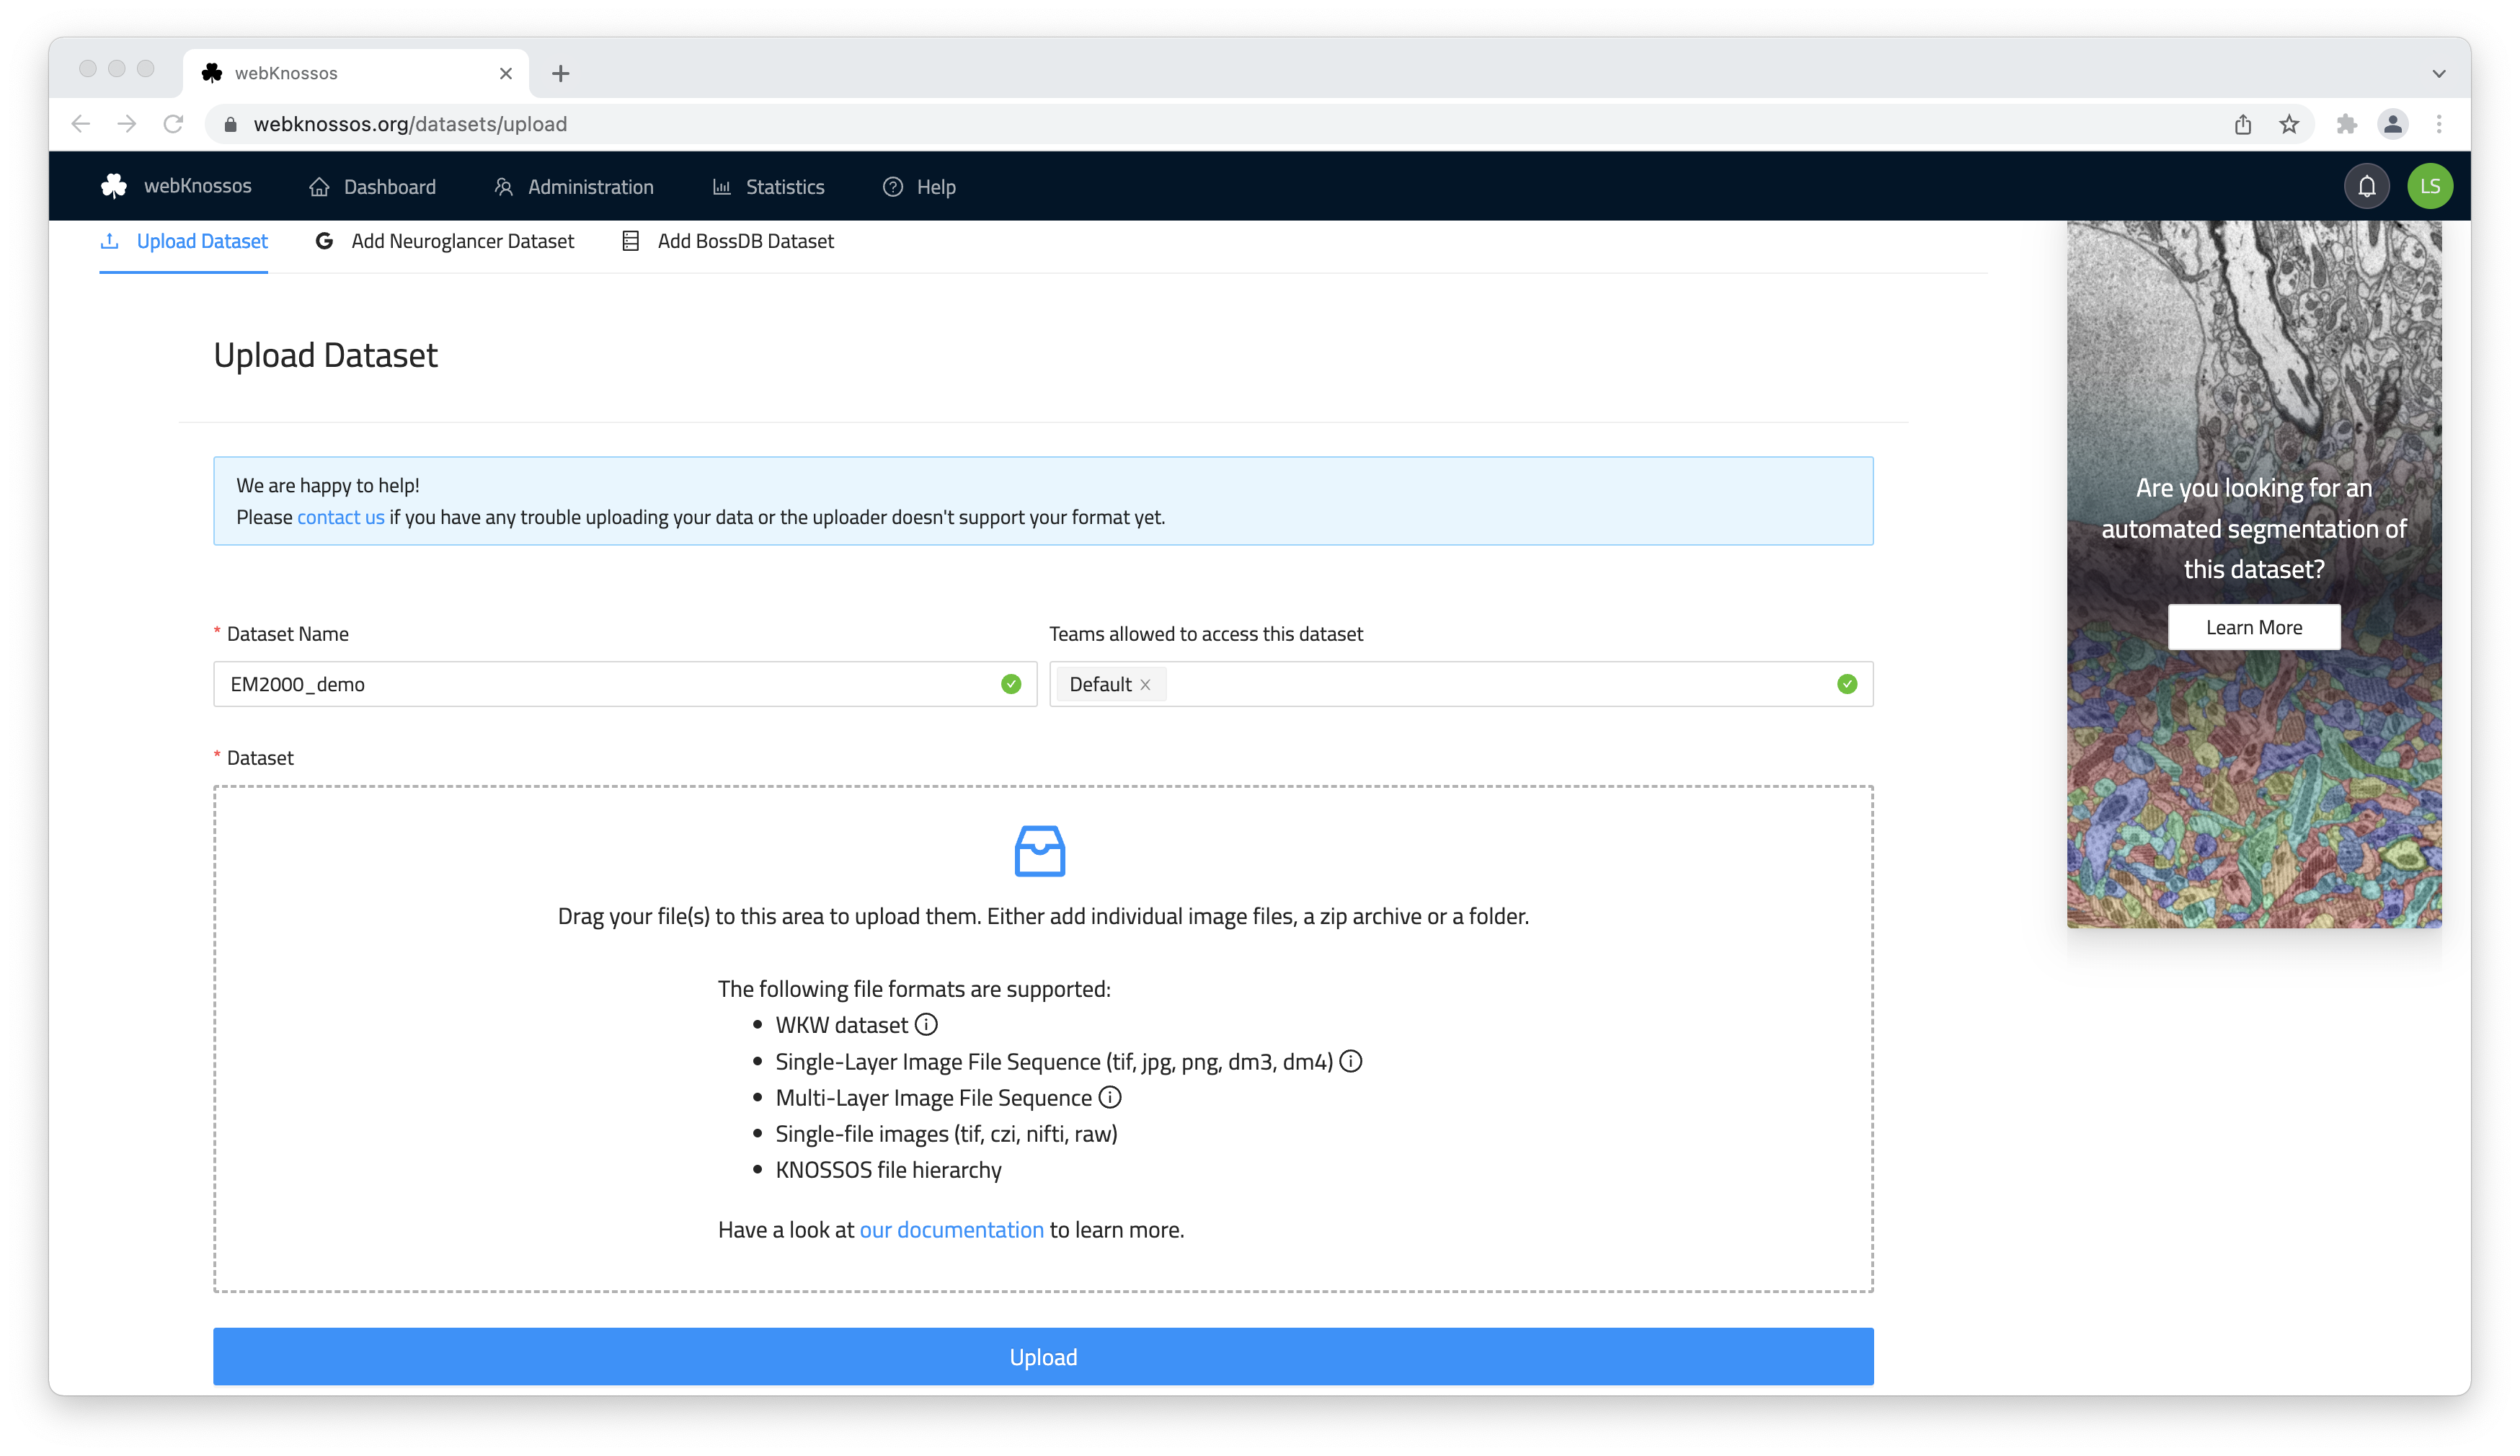 webKnossos
webknossos.org/datasets/upload
webKnossos Dashboard Administration Statistics Help LS
Upload Dataset Add Neuroglancer Dataset Add BossDB Dataset
Upload Dataset
We are happy to help!
Please contact us if you have any trouble uploading your data or the uploader doesn't support your format yet.
* Dataset Name
EM2000_demo
Teams allowed to access this dataset
Default
* Dataset
Drag your file(s) to this area to upload them. Either add individual image files, a zip archive or a folder.
The following file formats are supported:
• WKW dataset
• Single-Layer Image File Sequence (tif, jpg, png, dm3, dm4)
• Multi-Layer Image File Sequence
• Single-file images (tif, czi, nifti, raw)
• KNOSSOS file hierarchy
Have a look at our documentation to learn more.
Upload
Are you looking for an
automated segmentation of
this dataset?
Learn More